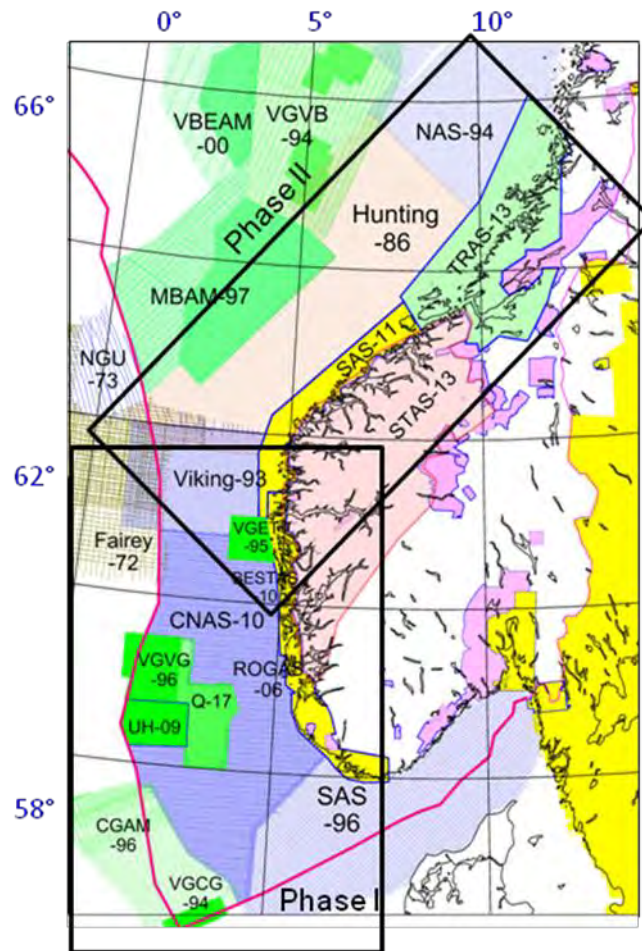 0° 5° 10°
66°
VBEAM
-00
VGVB
-94
NAS-94
Phase II
Hunting
-86
TRAS-13
MBAM-97
NGU
-73
SAS-11
STAS-13
62°
Viking-93
VGE
-95
Fairey
-72
BESTAS
10
CNAS-10
VGVG
-96
ROGAS
-06
Q-17
UH-09
58°
SAS
-96
CGAM
-96
VGCG
-94
Phase I